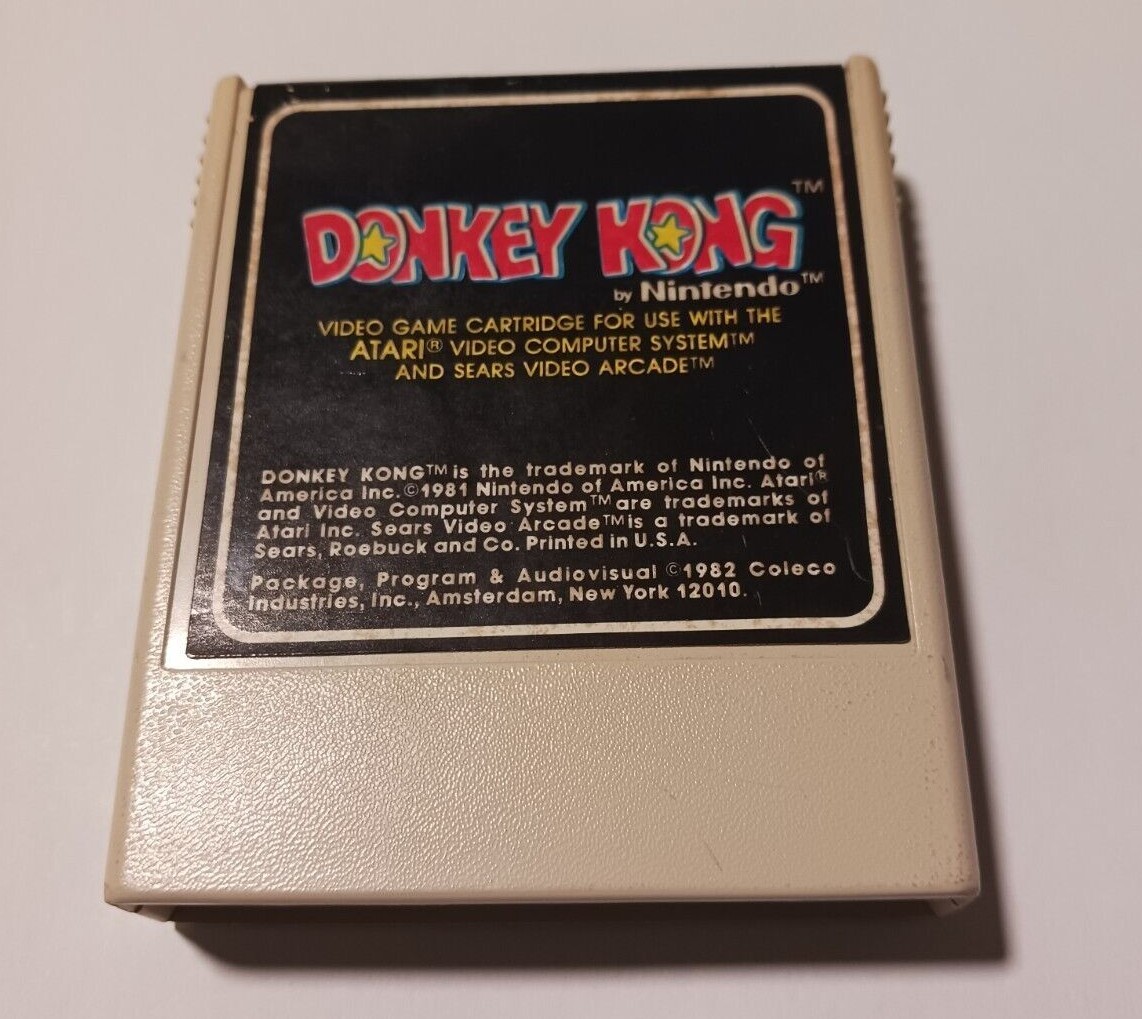 DONKEY KONG™
by Nintendo™
VIDEO GAME CARTRIDGE FOR USE WITH THE
ATARI® VIDEO COMPUTER SYSTEM™
AND SEARS VIDEO ARCADE™
DONKEY KONG™ is the trademark of Nintendo of
America Inc. ©1981 Nintendo of America Inc. Atari®
and Video Computer System™ are trademarks of
Atari Inc. Sears Video Arcade™ is a trademark of
Sears, Roebuck and Co. Printed in U.S.A.
Package, Program & Audiovisual ©1982 Coleco
Industries, Inc., Amsterdam, New York 12010.